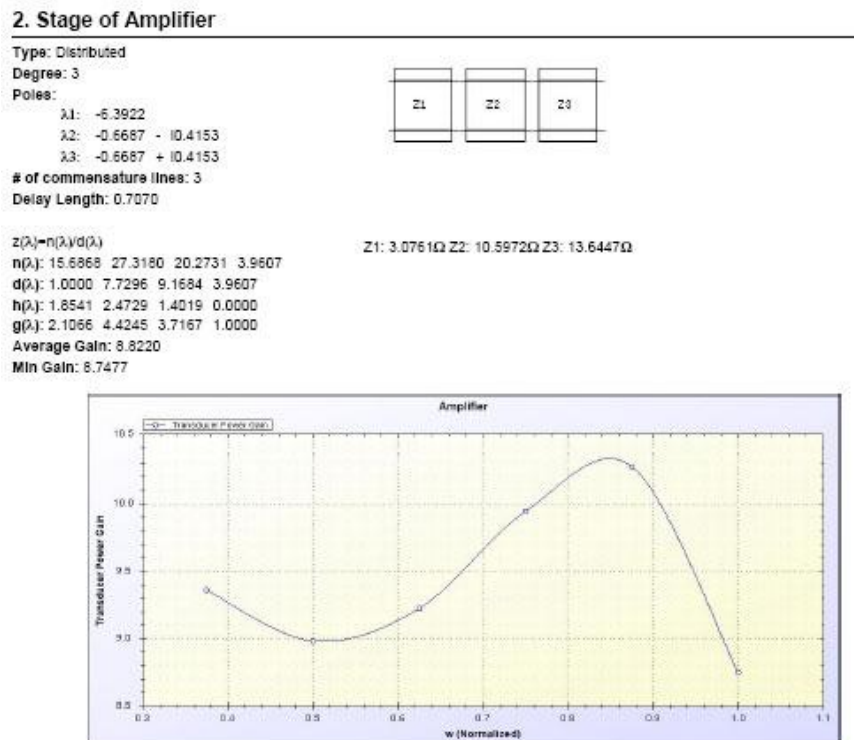 2. Stage of Amplifier
Type: Distributed
Degree: 3
Poles:
λ1: -6.3922
λ2: -0.6687 - i0.4153
λ3: -0.6687 + i0.4153
# of commensature lines: 3
Delay Length: 0.7070
Z1 Z2 Z3
z(λ)=n(λ)/d(λ)
n(λ): 15.6868 27.3180 20.2731 3.9607
d(λ): 1.0000 7.7296 9.1684 3.9607
h(λ): 1.8541 2.4729 1.4019 0.0000
g(λ): 2.1066 4.4245 3.7167 1.0000
Average Gain: 8.8220
Min Gain: 8.7477
Z1: 3.0761Ω Z2: 10.5972Ω Z3: 13.6447Ω
Amplifier
Transducer Power Gain
10.5
10.0
9.5
9.0
8.5
Transducer Power Gain
0.3 0.4 0.5 0.6 0.7 0.8 0.9 1.0 1.1
w (Normalized)